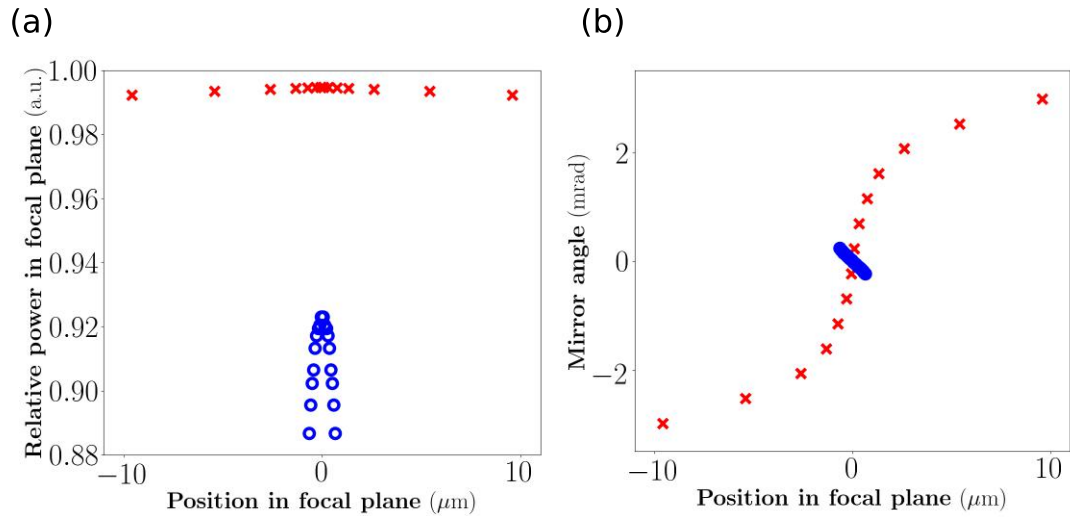 (a)
(b)
Relative power in focal plane (a.u.)
1.00
0.98
0.96
0.94
0.92
0.90
0.88
−10
0
10
Position in focal plane (μm)
Mirror angle (mrad)
2
0
−2
−10
0
10
Position in focal plane (μm)